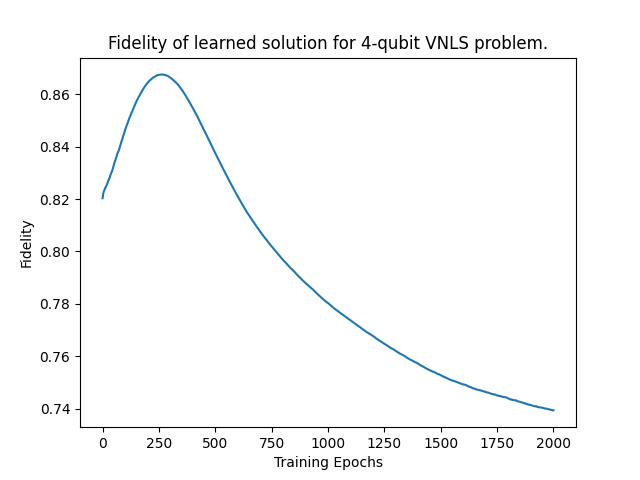 Fidelity of learned solution for 4-qubit VNLS problem.
0.86
0.84
0.82
0.80
0.78
0.76
0.74
Fidelity
0 250 500 750 1000 1250 1500 1750 2000
Training Epochs